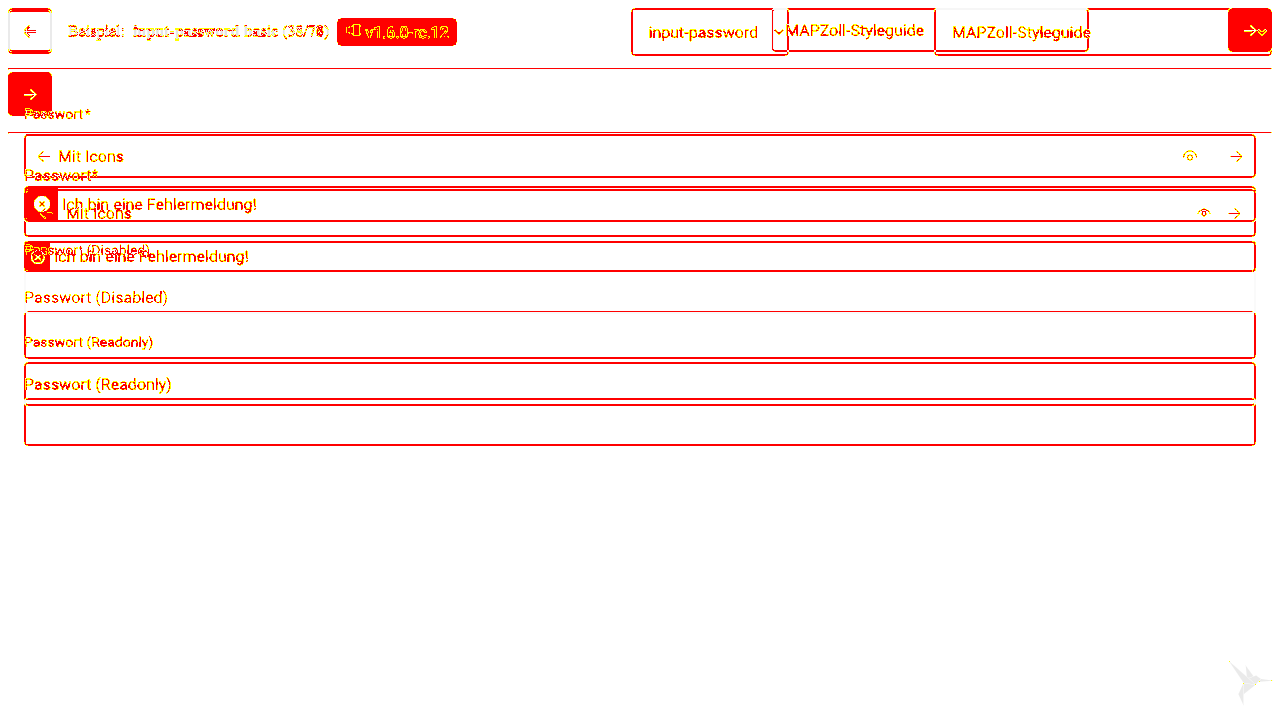 Beispiel: input-password basic (36/76) v1.6.0-rc.12 input-password MAPZoll-Styleguide MAPZoll-Styleguide
Passwort*
Mit Icons
Passwort*
Ich bin eine Fehlermeldung!
Mit Icons
Passwort (Disabled)
Ich bin eine Fehlermeldung!
Passwort (Disabled)
Passwort (Readonly)
Passwort (Readonly)